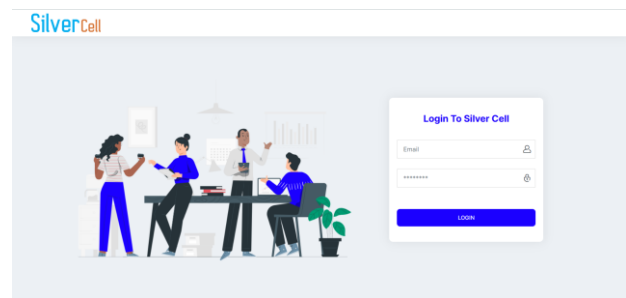 SilverCell
Login To Silver Cell
Email
********
LOGIN